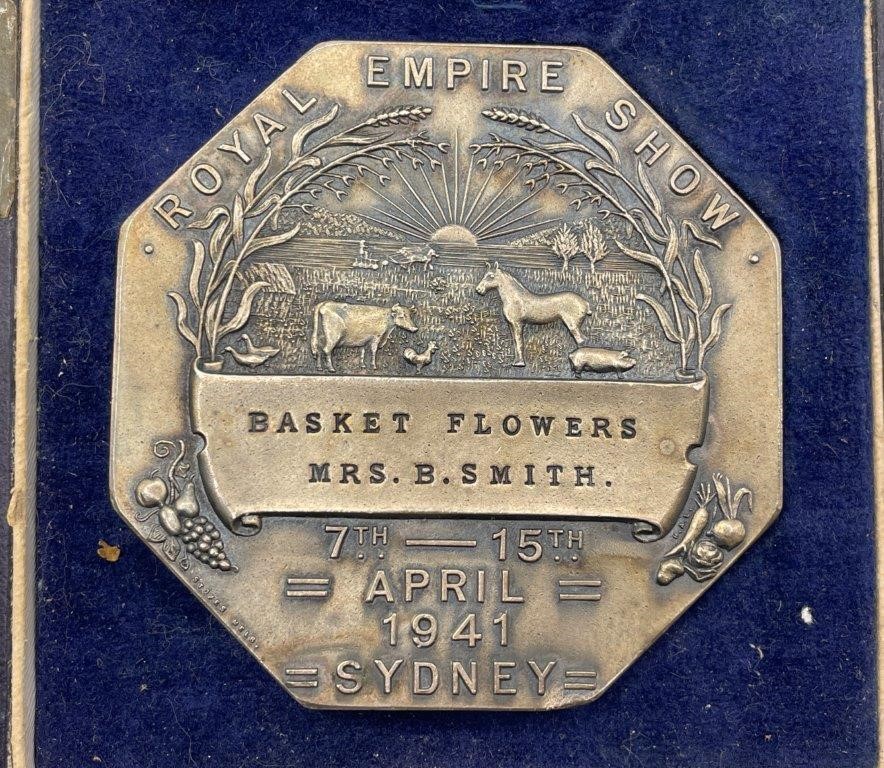 ROYAL EMPIRE SHOW
BASKET FLOWERS
MRS. B. SMITH.
7TH — 15TH
= APRIL =
1941
= SYDNEY =